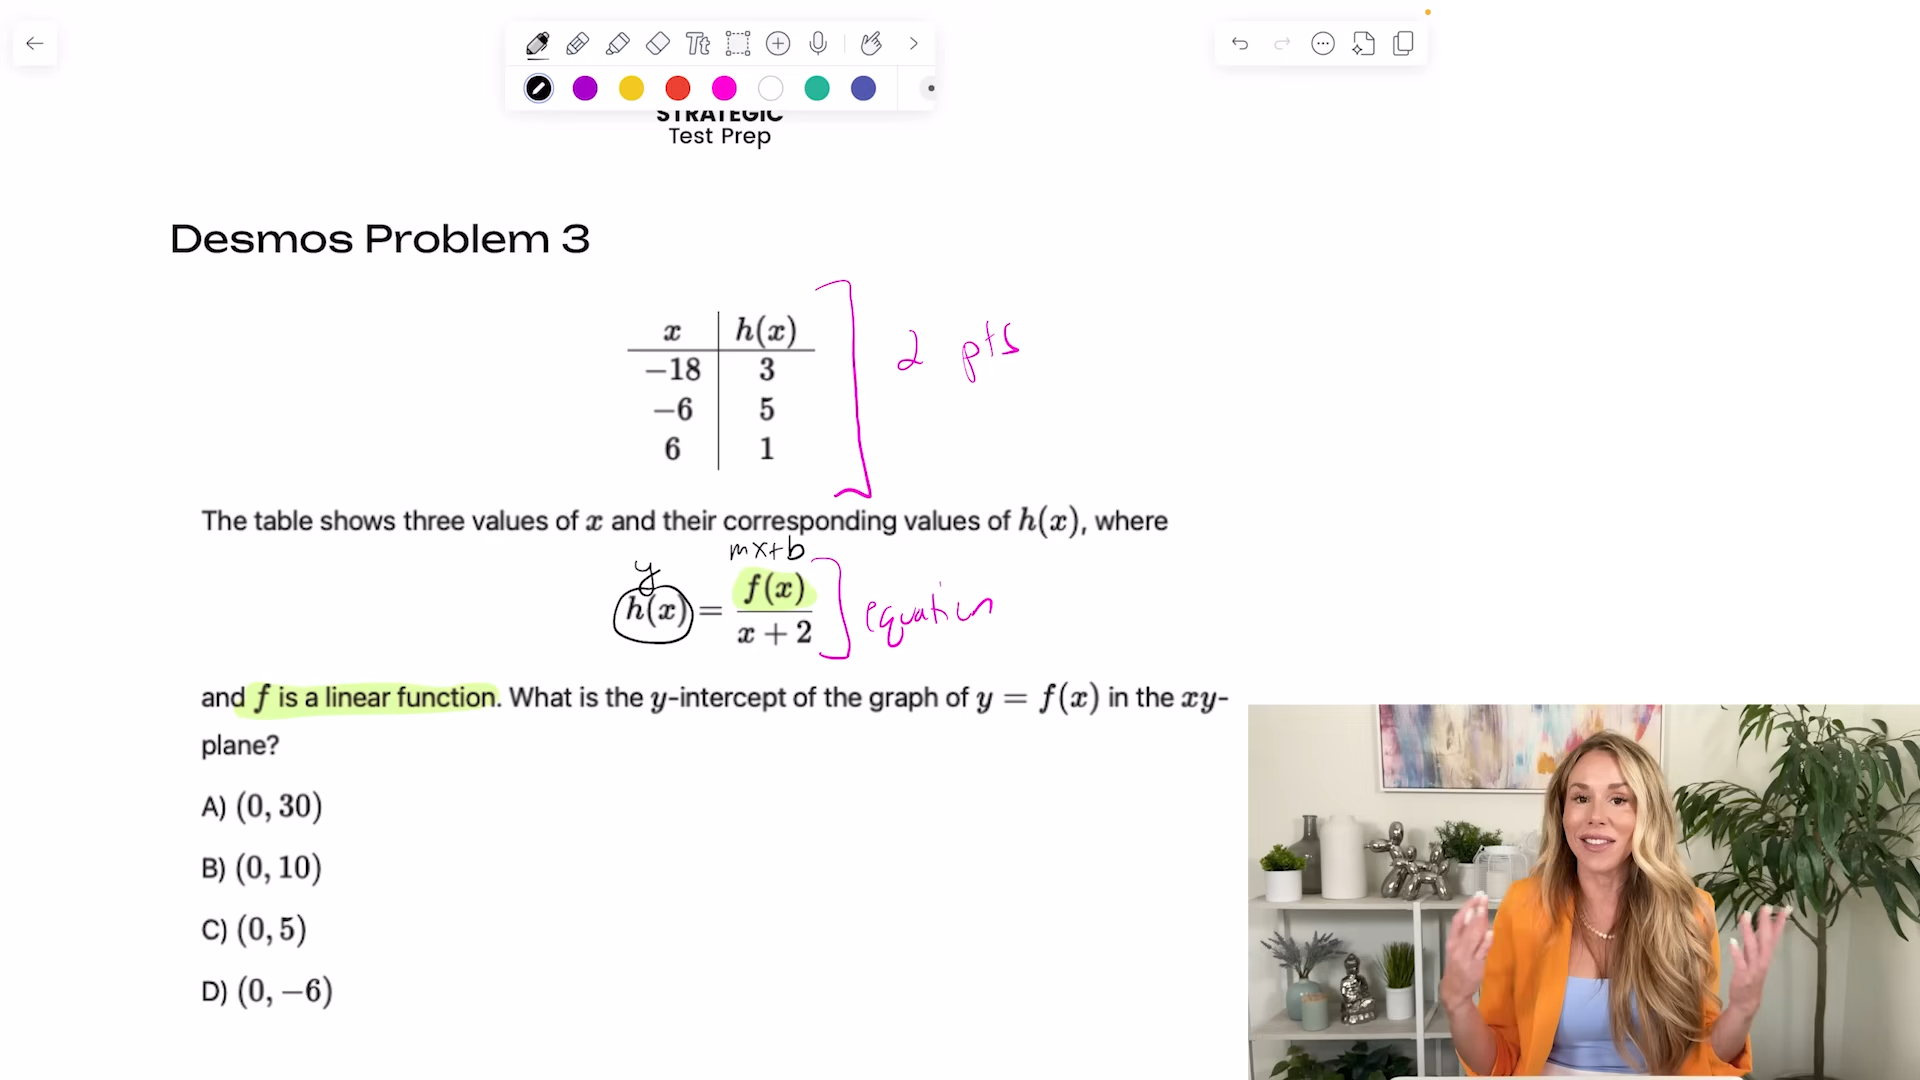 Tt
STRATEGIC
Test Prep
Desmos Problem 3
x h(x)
−18 3
−6 5
6 1
2 pts
The table shows three values of x and their corresponding values of h(x), where
y mx+b
h(x) = f(x) / x + 2
equation
and f is a linear function. What is the y-intercept of the graph of y = f(x) in the xy-
plane?
A) (0, 30)
B) (0, 10)
C) (0, 5)
D) (0, −6)